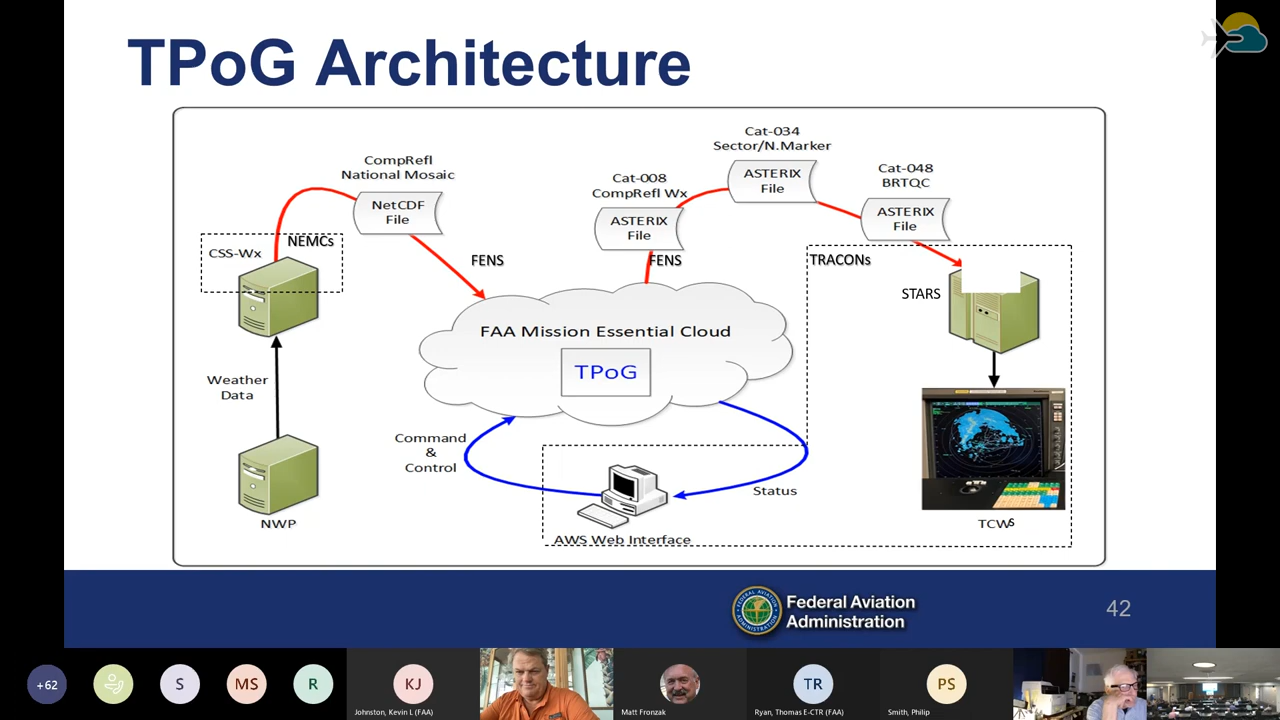 TPoG Architecture
CompRefl
National Mosaic
NetCDF
File
Cat-008
CompRefl Wx
ASTERIX
File
Cat-034
Sector/N.Marker
ASTERIX
File
Cat-048
BRTQC
ASTERIX
File
NEMCs
CSS-Wx
FENS
FENS
TRACONs
STARS
FAA Mission Essential Cloud
TPoG
Weather
Data
Command
&
Control
Status
NWP
AWS Web Interface
TCWs
Federal Aviation
Administration
42
+62
S
MS
R
KJ
Johnston, Kevin L (FAA)
Matt Fronzak
TR
Ryan, Thomas E-CTR (FAA)
PS
Smith, Philip